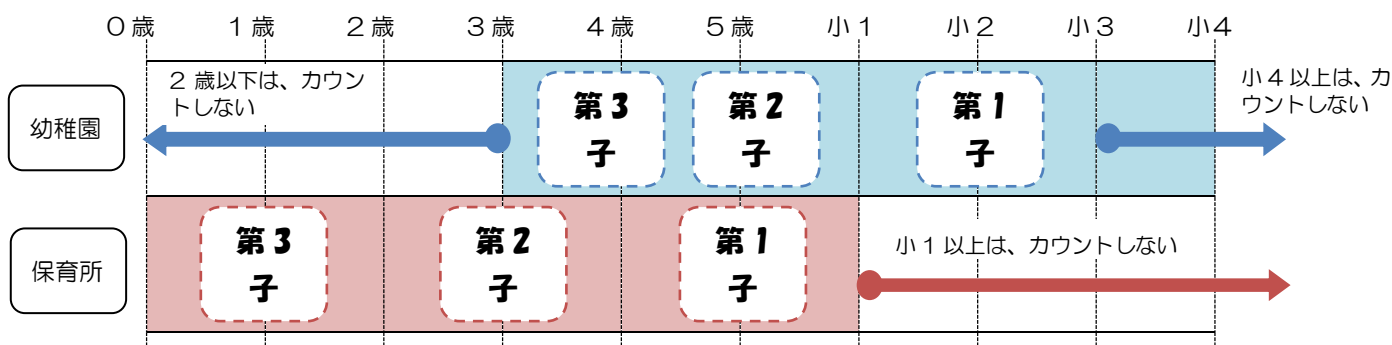 0歳 1歳 2歳 3歳 4歳 5歳 小1 小2 小3 小4
幼稚園
2歳以下は、カウン
トしない
第3
子
第2
子
第1
子
小4以上は、カ
ウントしない
保育所
第3
子
第2
子
第1
子
小1以上は、カウントしない